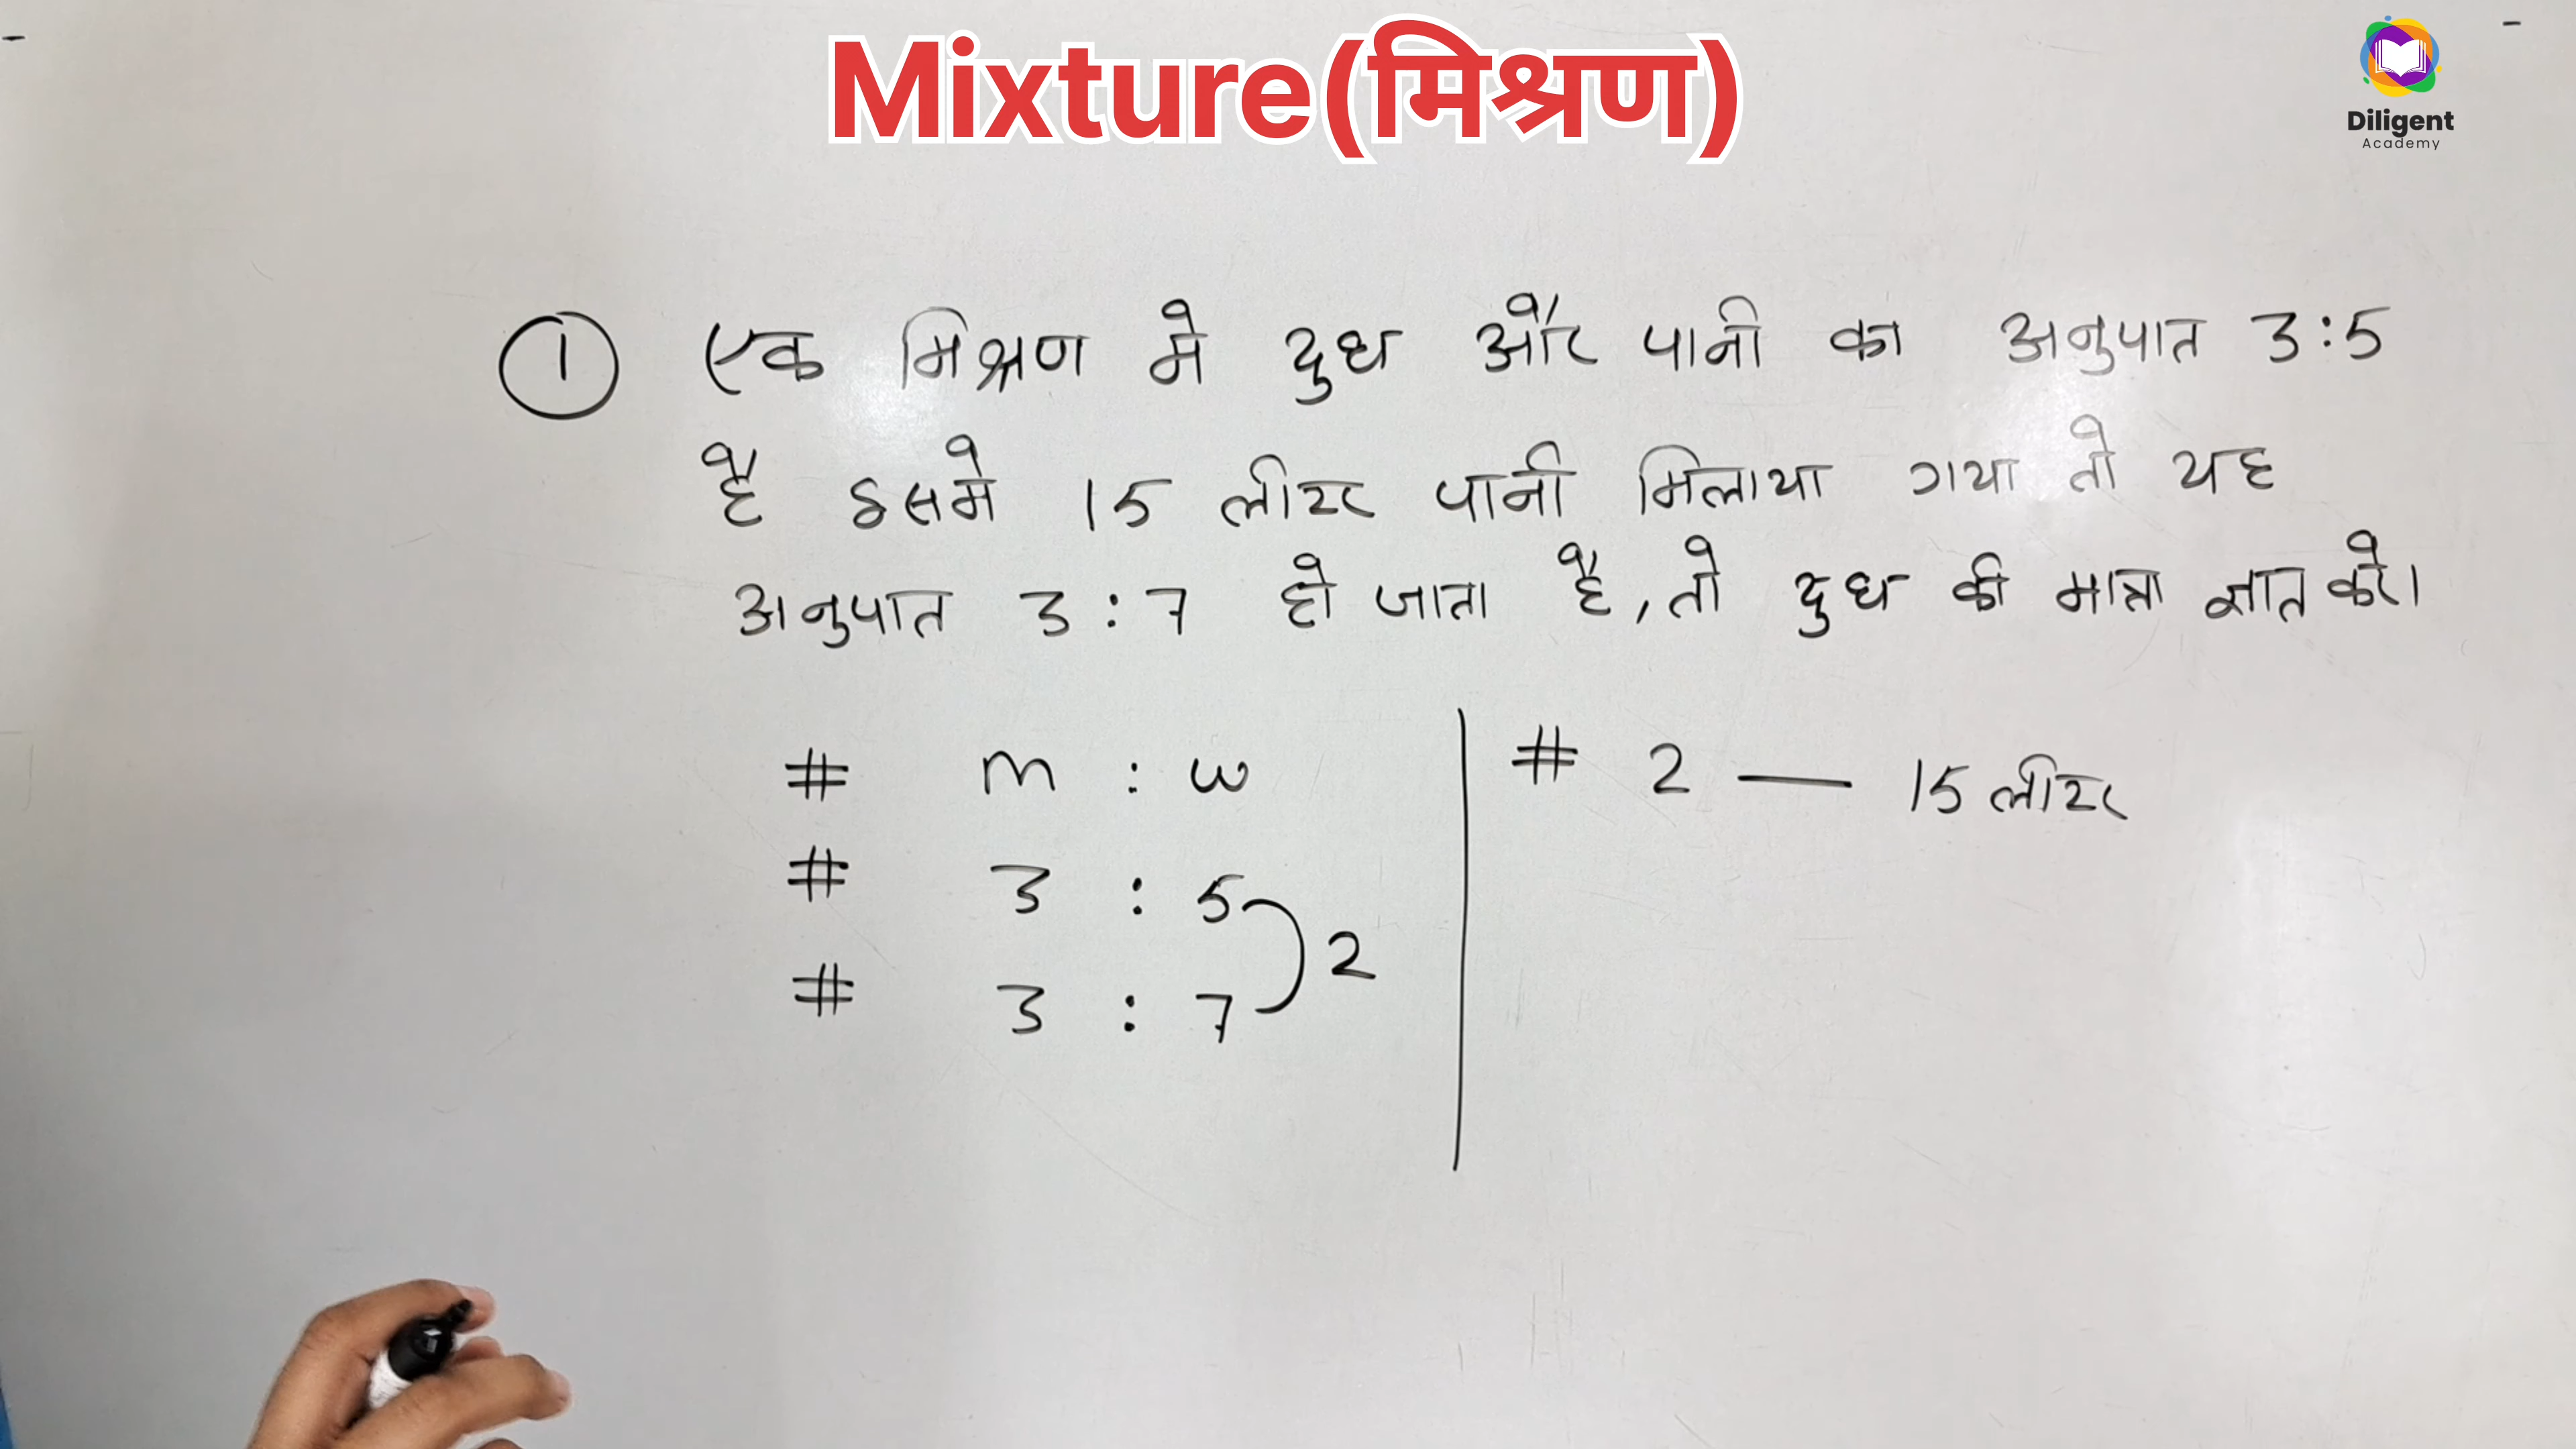 Mixture(मिश्रण)
Diligent
Academy
① एक मिश्रण मे दुध और पानी का अनुपात 3:5
है इसमे 15 लीटर पानी मिलाया गया तो यह
अनुपात 3:7 हो जाता है, तो दुध की मात्रा ज्ञात करे।
# m : w
# 3 : 5
2
# 3 : 7
# 2 — 15 लीटर